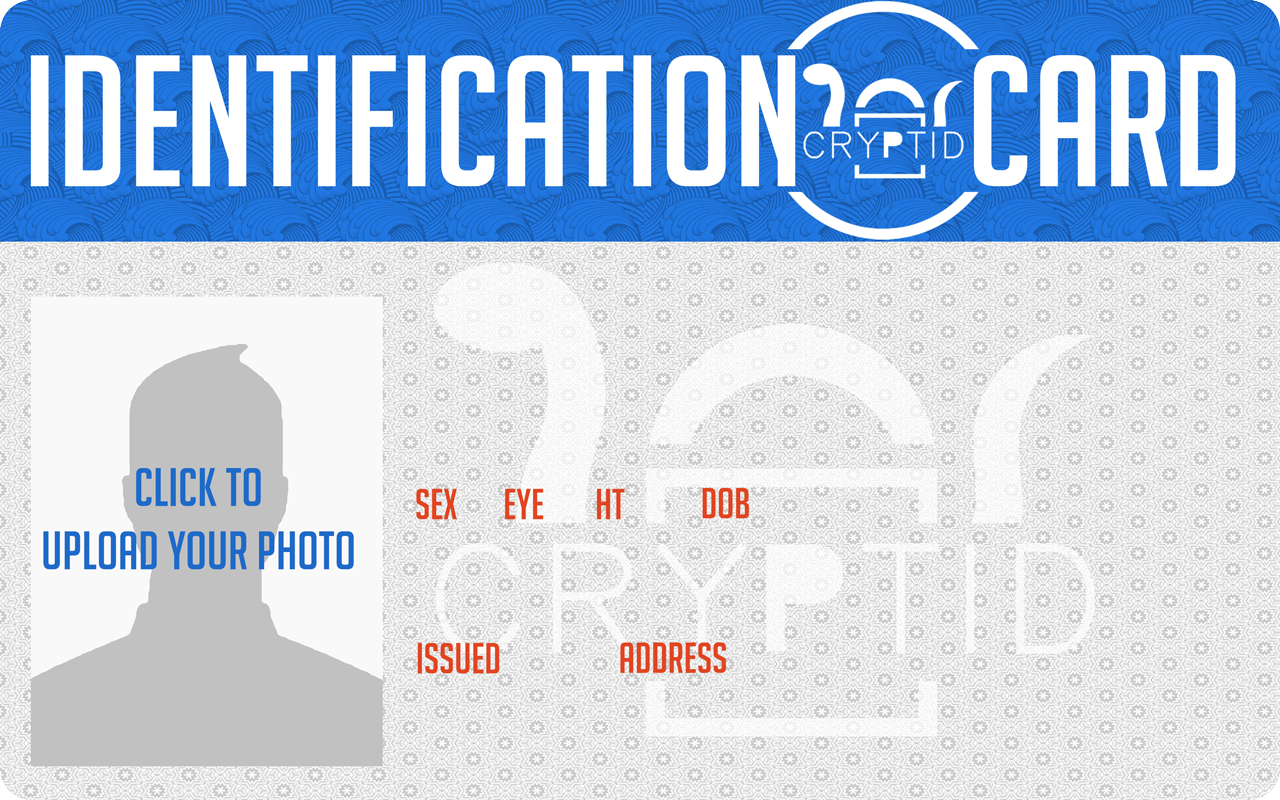 IDENTIFICATION CRYPTID CARD
CLICK TO
UPLOAD YOUR PHOTO
SEX EYE HT DOB
CRYPTID
ISSUED ADDRESS